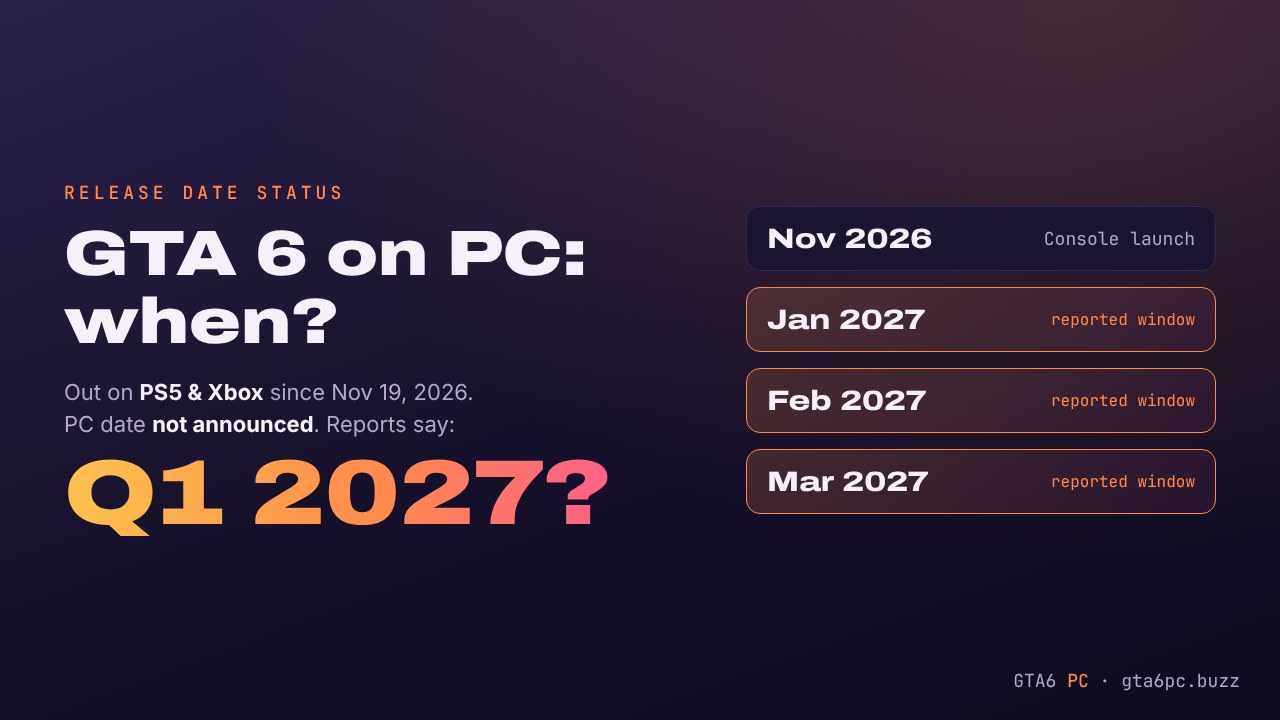 RELEASE DATE STATUS
GTA 6 on PC:
when?
Out on PS5 & Xbox since Nov 19, 2026.
PC date not announced. Reports say:
Q1 2027?
Nov 2026 Console launch
Jan 2027 reported window
Feb 2027 reported window
Mar 2027 reported window
GTA6 PC · gta6pc.buzz